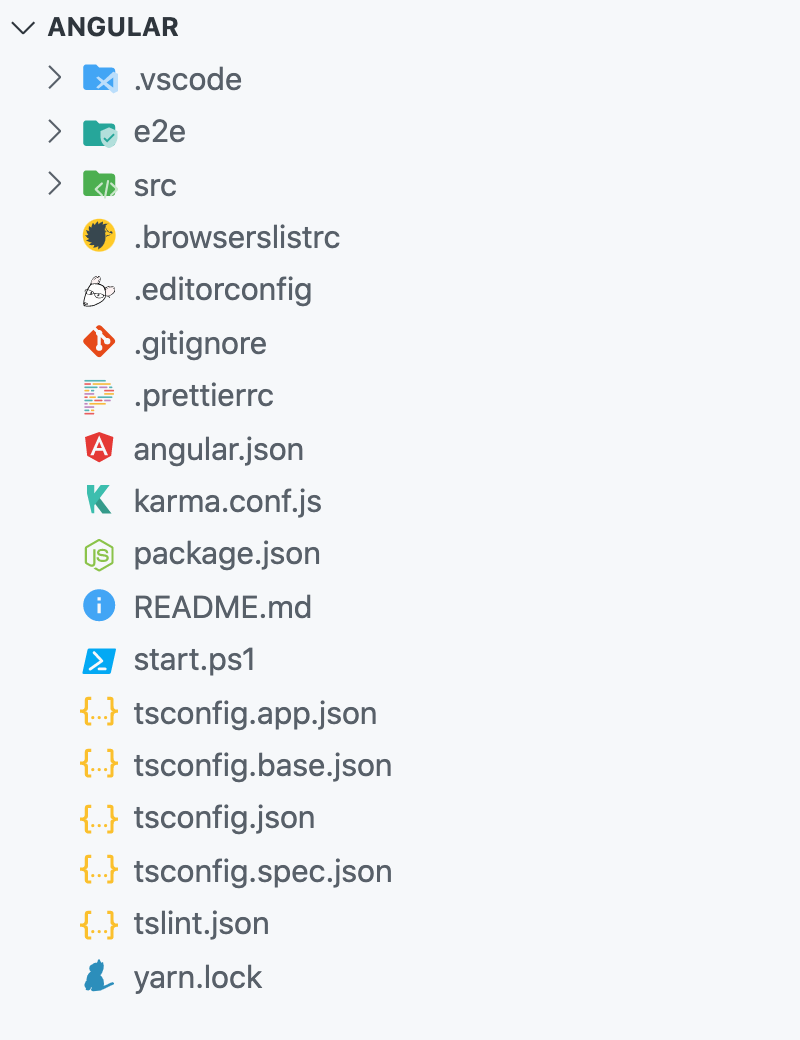 ANGULAR
.vscode
e2e
src
.browserslistrc
.editorconfig
.gitignore
.prettierrc
angular.json
karma.conf.js
package.json
README.md
start.ps1
tsconfig.app.json
tsconfig.base.json
tsconfig.json
tsconfig.spec.json
tslint.json
yarn.lock